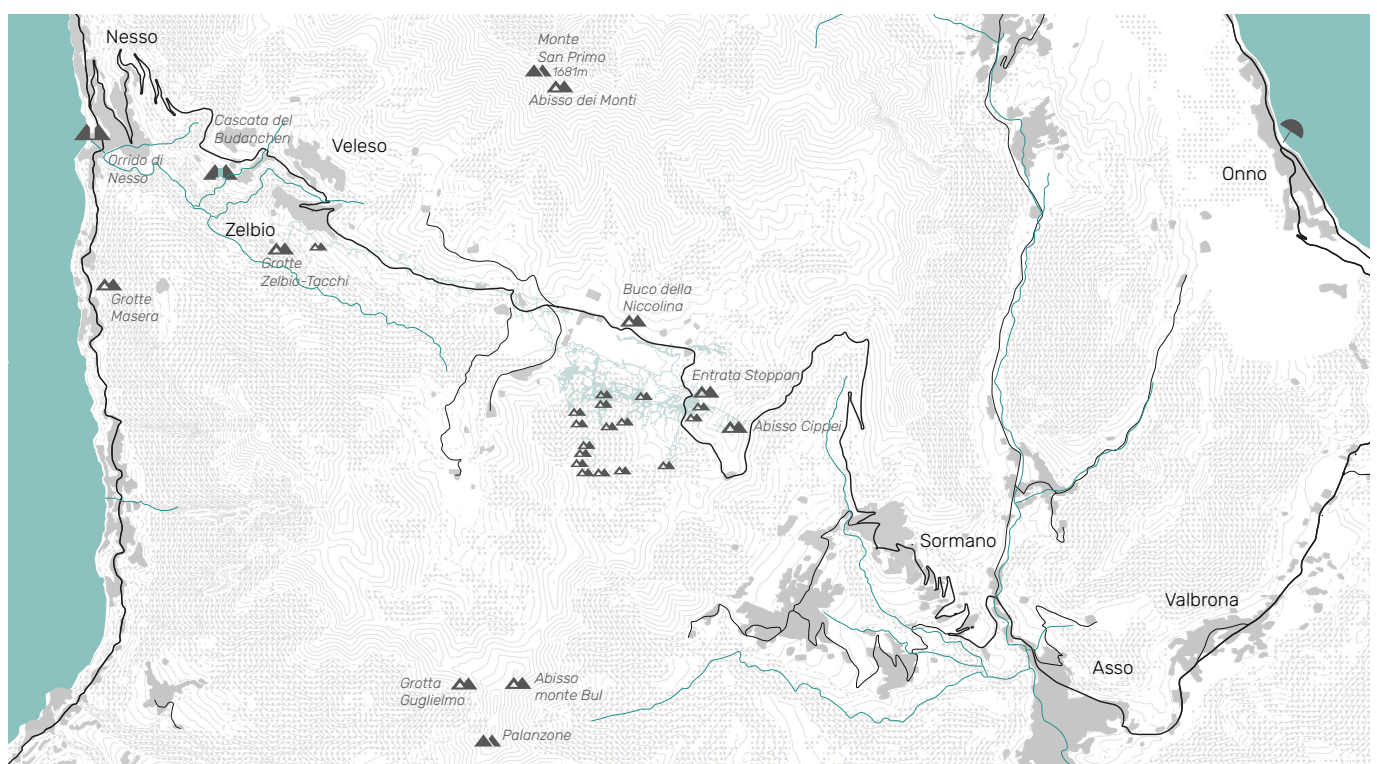 Nesso
Monte
San Primo
1681m
Abisso dei Monti
Cascata del
Budanchen
Veleso
Orrido di
Nesso
Onno
Zelbio
Grotte
Zelbio-Tacchi
Grotte
Masera
Buco della
Niccolina
Entrata Stoppan
Abisso Cippei
Sormano
Valbrona
Asso
Grotta
Guglielmo
Abisso
monte Bul
Palanzone